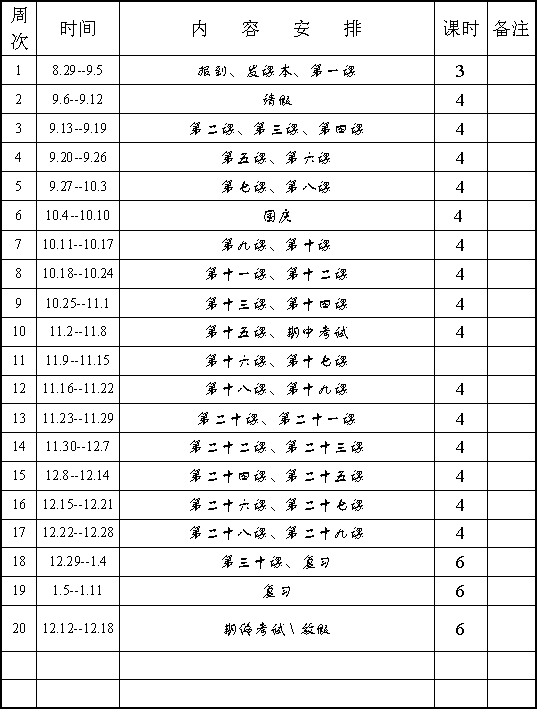 周次 时间 内 容 安 排 课时 备注
1 8.29--9.5 报到、发课本、第一课 3
2 9.6--9.12 请假 4
3 9.13--9.19 第二课、第三课、第四课 4
4 9.20--9.26 第五课、第六课 4
5 9.27--10.3 第七课、第八课 4
6 10.4--10.10 国庆 4
7 10.11--10.17 第九课、第十课 4
8 10.18--10.24 第十一课、第十二课 4
9 10.25--11.1 第十三课、第十四课 4
10 11.2--11.8 第十五课、期中考试 4
11 11.9--11.15 第十六课、第十七课
12 11.16--11.22 第十八课、第十九课 4
13 11.23--11.29 第二十课、第二十一课 4
14 11.30--12.7 第二十二课、第二十三课 4
15 12.8--12.14 第二十四课、第二十五课 4
16 12.15--12.21 第二十六课、第二十七课 4
17 12.22--12.28 第二十八课、第二十九课 4
18 12.29--1.4 第三十课、复习 6
19 1.5--1.11 复习 6
20 12.12--12.18 期终考试\放假 6